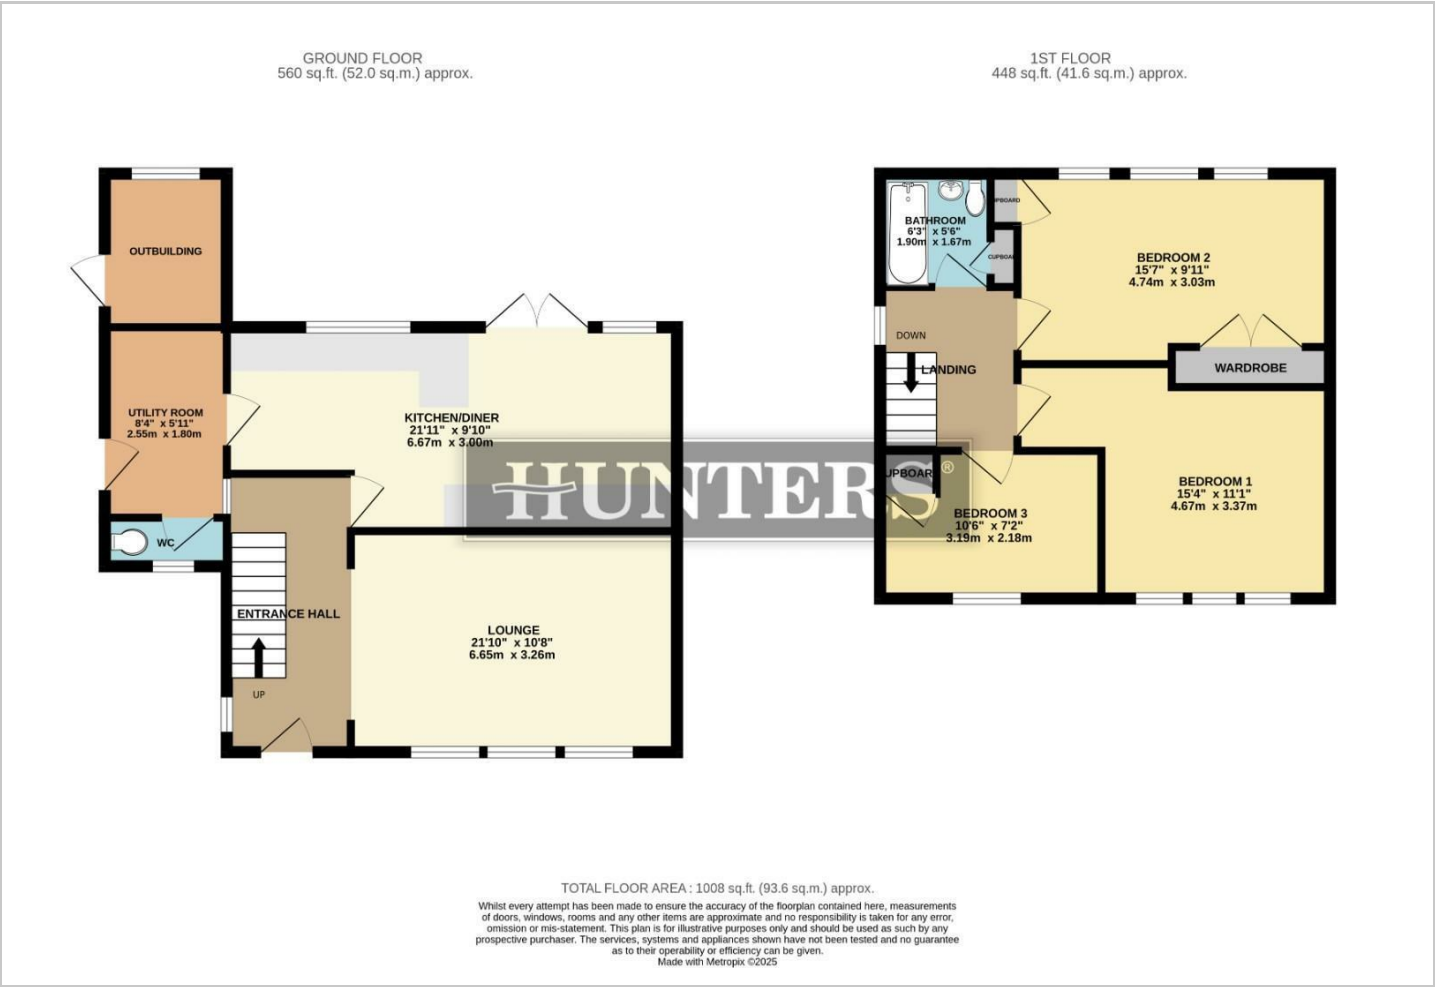 GROUND FLOOR
560 sq.ft. (52.0 sq.m.) approx.
1ST FLOOR
448 sq.ft. (41.6 sq.m.) approx.
OUTBUILDING
UTILITY ROOM
8'4" x 5'11"
2.55m x 1.80m
WC
KITCHEN/DINER
21'11" x 9'10"
6.67m x 3.00m
ENTRANCE HALL
UP
LOUNGE
21'10" x 10'8"
6.65m x 3.26m
HUNTERS®
BATHROOM
6'3" x 5'6"
1.90m x 1.67m
UPBOARD
CUPBOA
BEDROOM 2
15'7" x 9'11"
4.74m x 3.03m
DOWN
LANDING
WARDROBE
UPBOAR
BEDROOM 3
10'6" x 7'2"
3.19m x 2.18m
BEDROOM 1
15'4" x 11'1"
4.67m x 3.37m
TOTAL FLOOR AREA : 1008 sq.ft. (93.6 sq.m.) approx.
Whilst every attempt has been made to ensure the accuracy of the floorplan contained here, measurements
of doors, windows, rooms and any other items are approximate and no responsibility is taken for any error,
omission or mis-statement. This plan is for illustrative purposes only and should be used as such by any
prospective purchaser. The services, systems and appliances shown have not been tested and no guarantee
as to their operability or efficiency can be given.
Made with Metropix ©2025